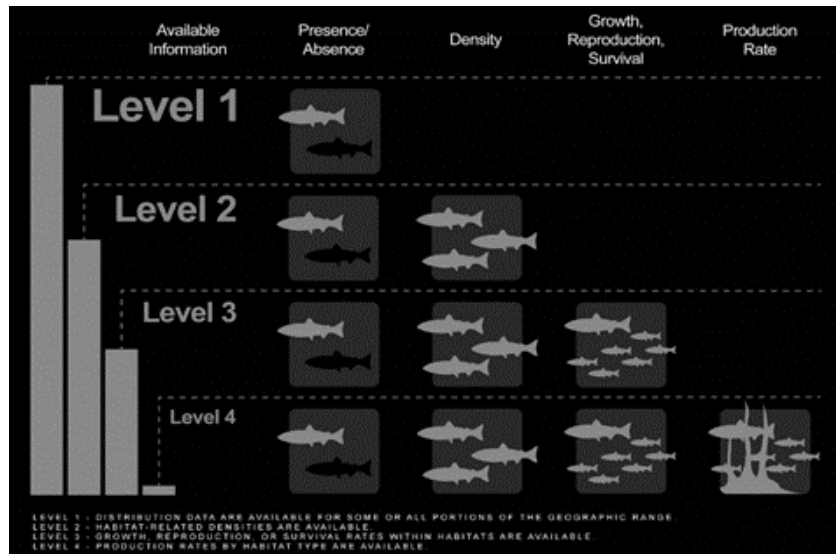 Available
Information
Presence/
Absence
Density
Growth,
Reproduction,
Survival
Production
Rate
Level 1
Level 2
Level 3
Level 4
LEVEL 1 - DISTRIBUTION DATA ARE AVAILABLE FOR SOME OR ALL PORTIONS OF THE GEOGRAPHIC RANGE.
LEVEL 2 - HABITAT-RELATED DENSITIES ARE AVAILABLE.
LEVEL 3 - GROWTH, REPRODUCTION, OR SURVIVAL RATES WITHIN HABITATS ARE AVAILABLE.
LEVEL 4 - PRODUCTION RATES BY HABITAT TYPE ARE AVAILABLE.